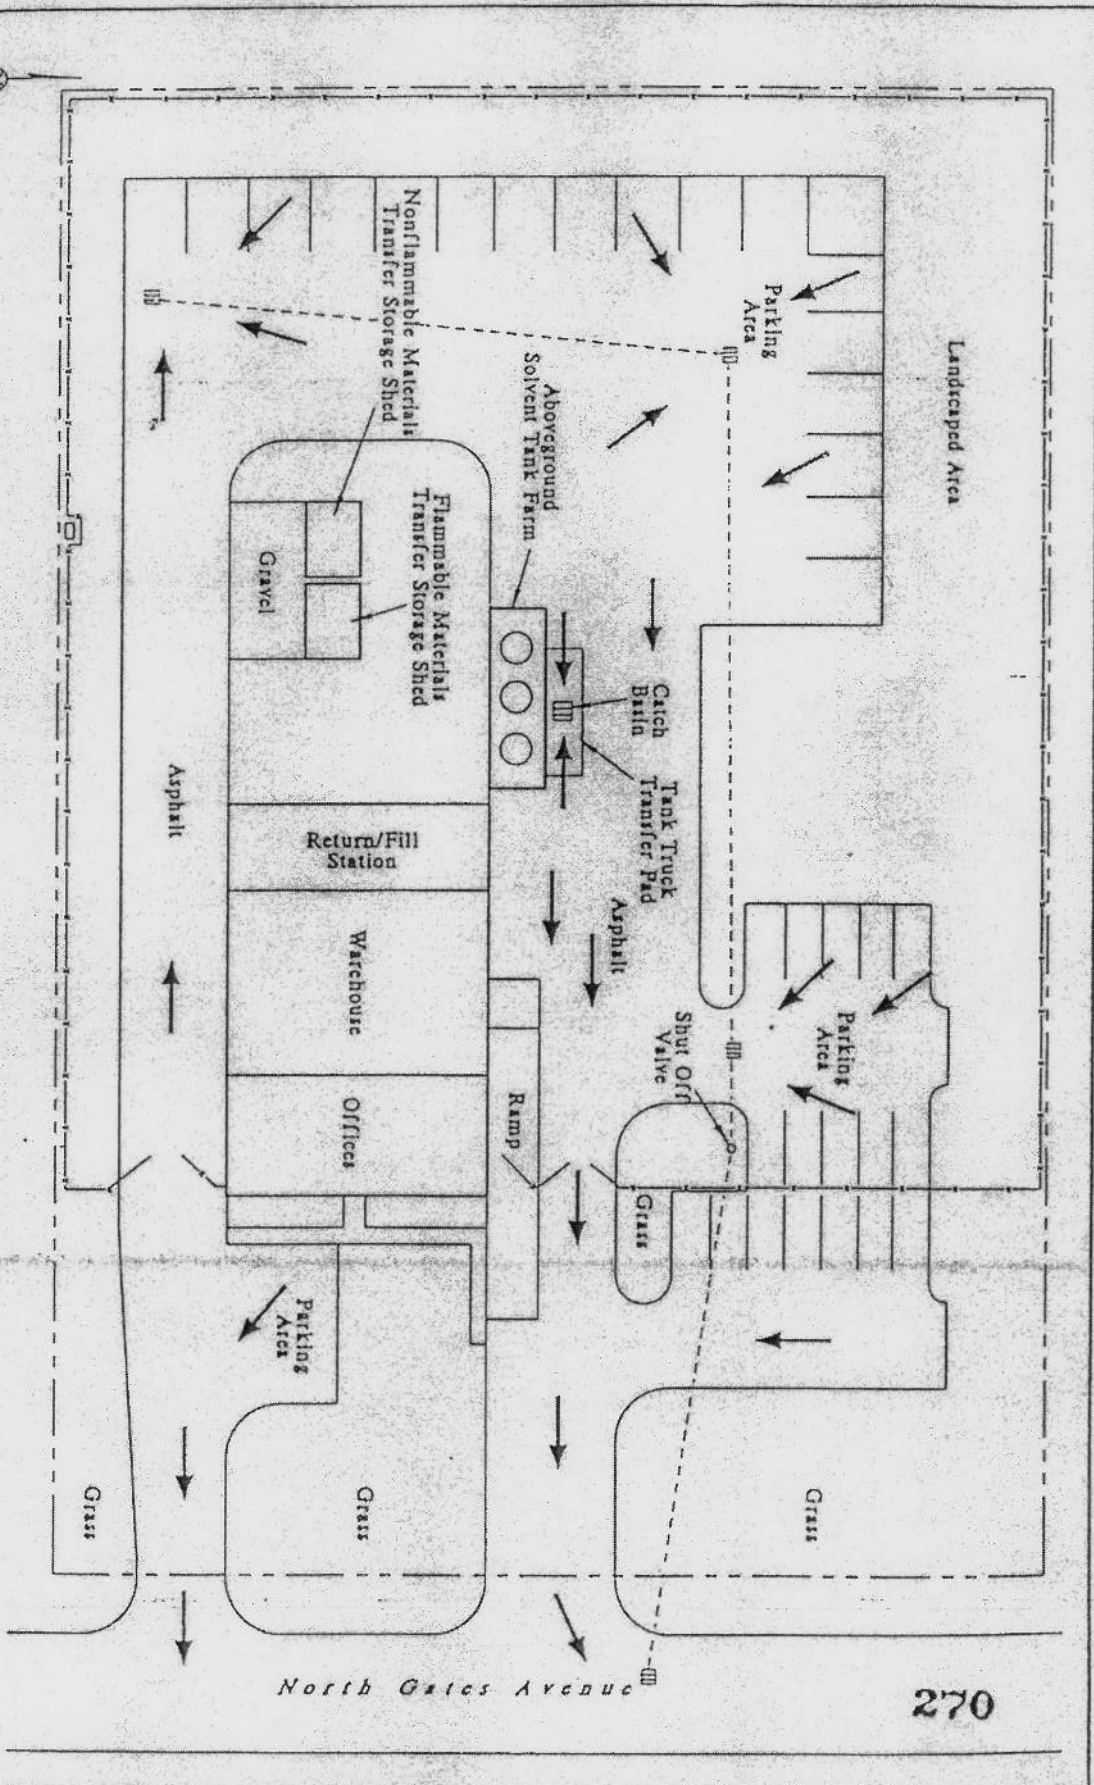 Landscaped Area
Parking
Area
Nonflammable Materials
Transfer Storage Shed
Aboveground
Solvent Tank Farm
Flammable Materials
Transfer Storage Shed
Gravel
Catch
Basin
Tank Truck
Transfer Pad
Asphalt
Asphalt
Return/Fill
Station
Warehouse
Offices
Ramp
Shut Off
Valve
Parking
Area
Grass
Parking
Area
Grass
Grass
Grass
North Gates Avenue
270